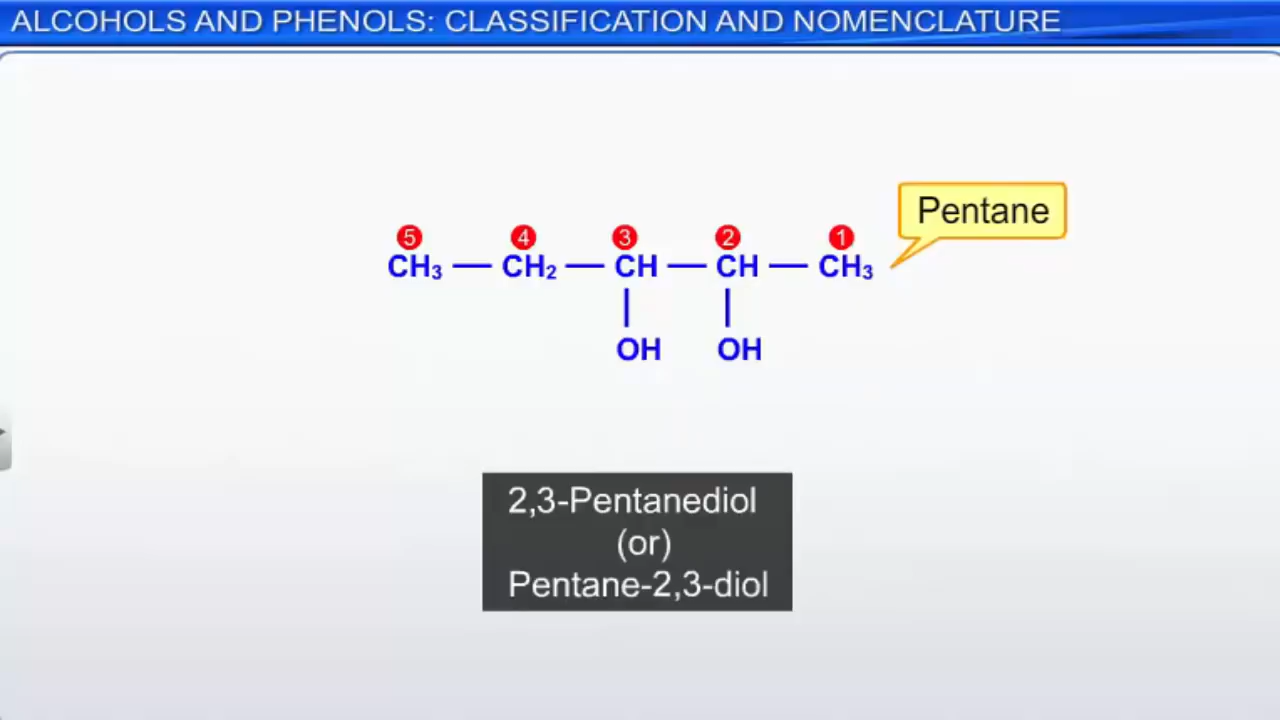 ALCOHOLS AND PHENOLS: CLASSIFICATION AND NOMENCLATURE
Pentane
5 4 3 2 1
CH₃ — CH₂ — CH — CH — CH₃
OH OH
2,3-Pentanediol
(or)
Pentane-2,3-diol